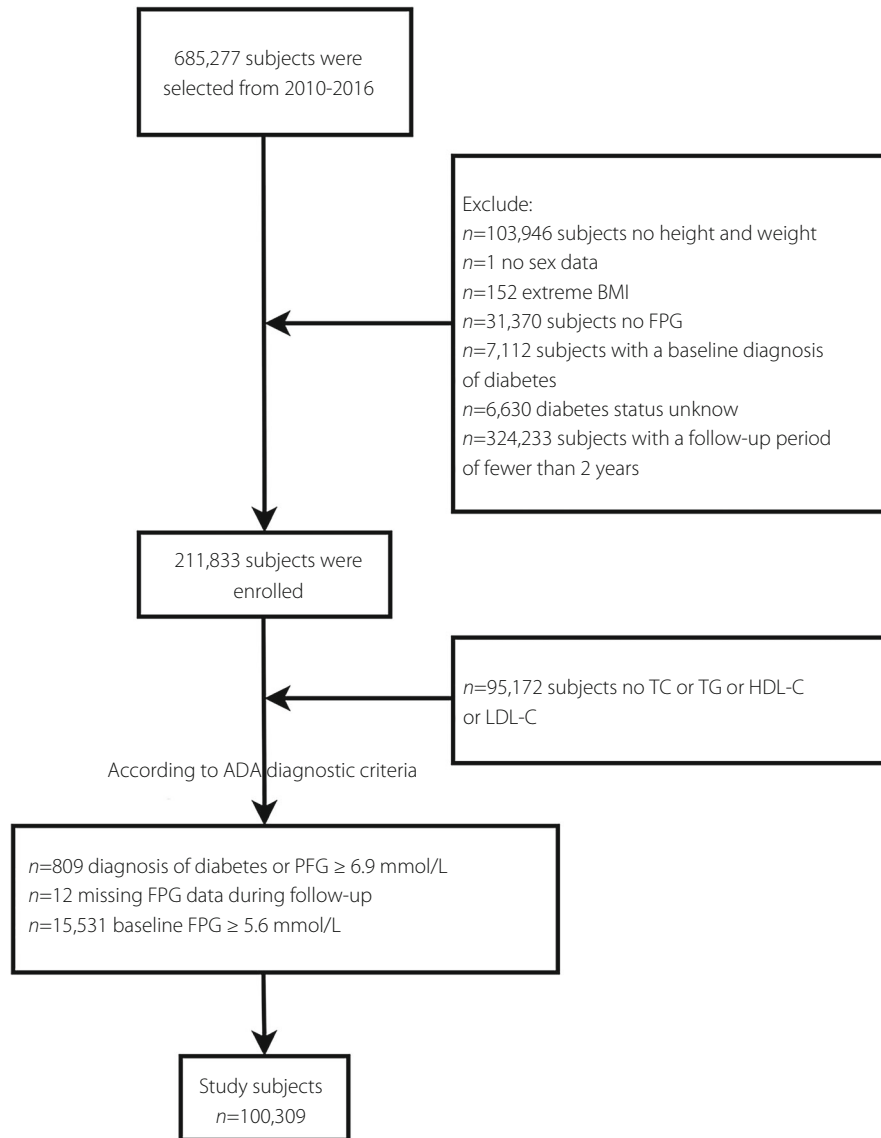 685,277 subjects were
selected from 2010-2016
Exclude:
n=103,946 subjects no height and weight
n=1 no sex data
n=152 extreme BMI
n=31,370 subjects no FPG
n=7,112 subjects with a baseline diagnosis
of diabetes
n=6,630 diabetes status unknow
n=324,233 subjects with a follow-up period
of fewer than 2 years
211,833 subjects were
enrolled
n=95,172 subjects no TC or TG or HDL-C
or LDL-C
According to ADA diagnostic criteria
n=809 diagnosis of diabetes or PFG ≥ 6.9 mmol/L
n=12 missing FPG data during follow-up
n=15,531 baseline FPG ≥ 5.6 mmol/L
Study subjects
n=100,309